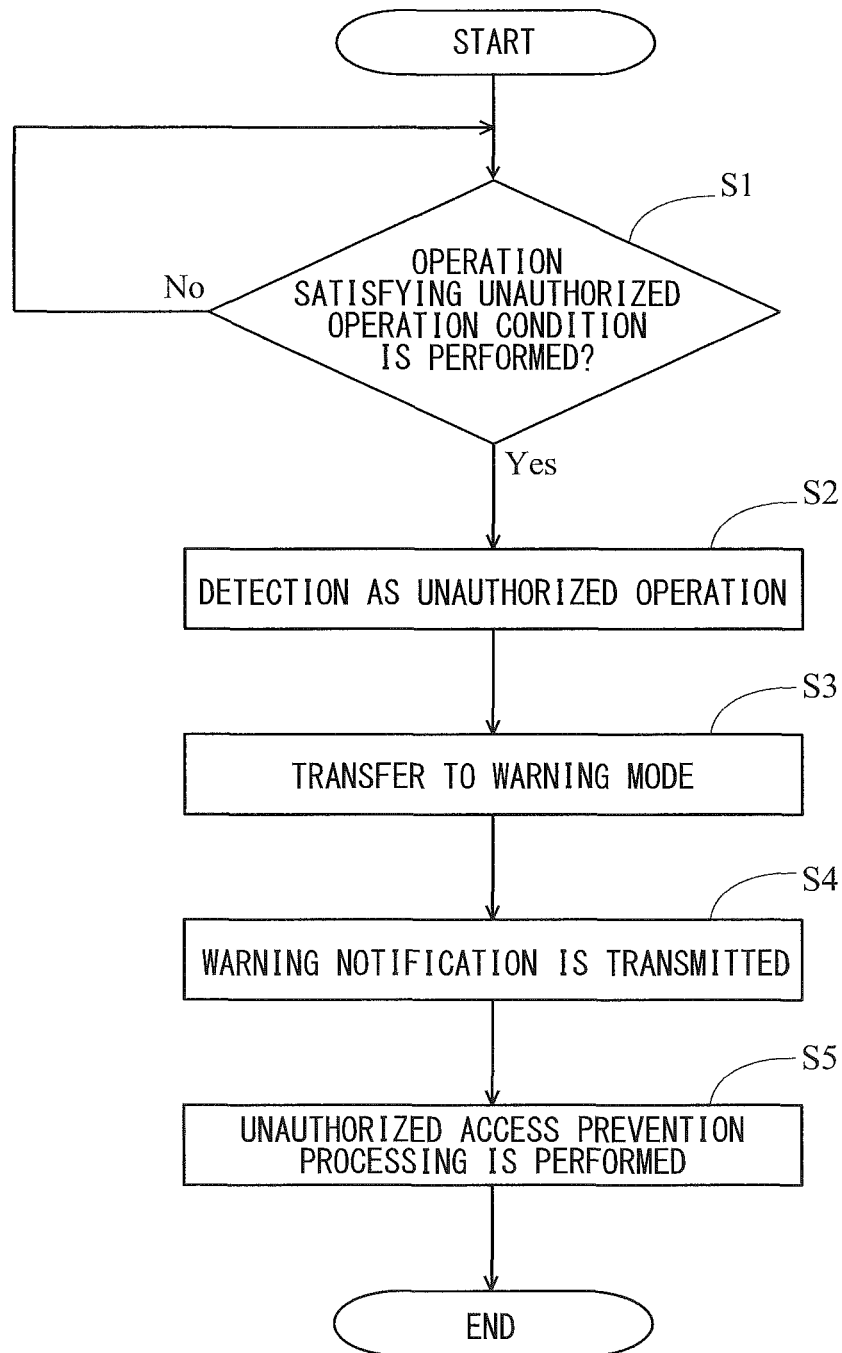 START
S1
OPERATION
SATISFYING UNAUTHORIZED
OPERATION CONDITION
IS PERFORMED?
No
Yes
S2
DETECTION AS UNAUTHORIZED OPERATION
S3
TRANSFER TO WARNING MODE
S4
WARNING NOTIFICATION IS TRANSMITTED
S5
UNAUTHORIZED ACCESS PREVENTION
PROCESSING IS PERFORMED
END